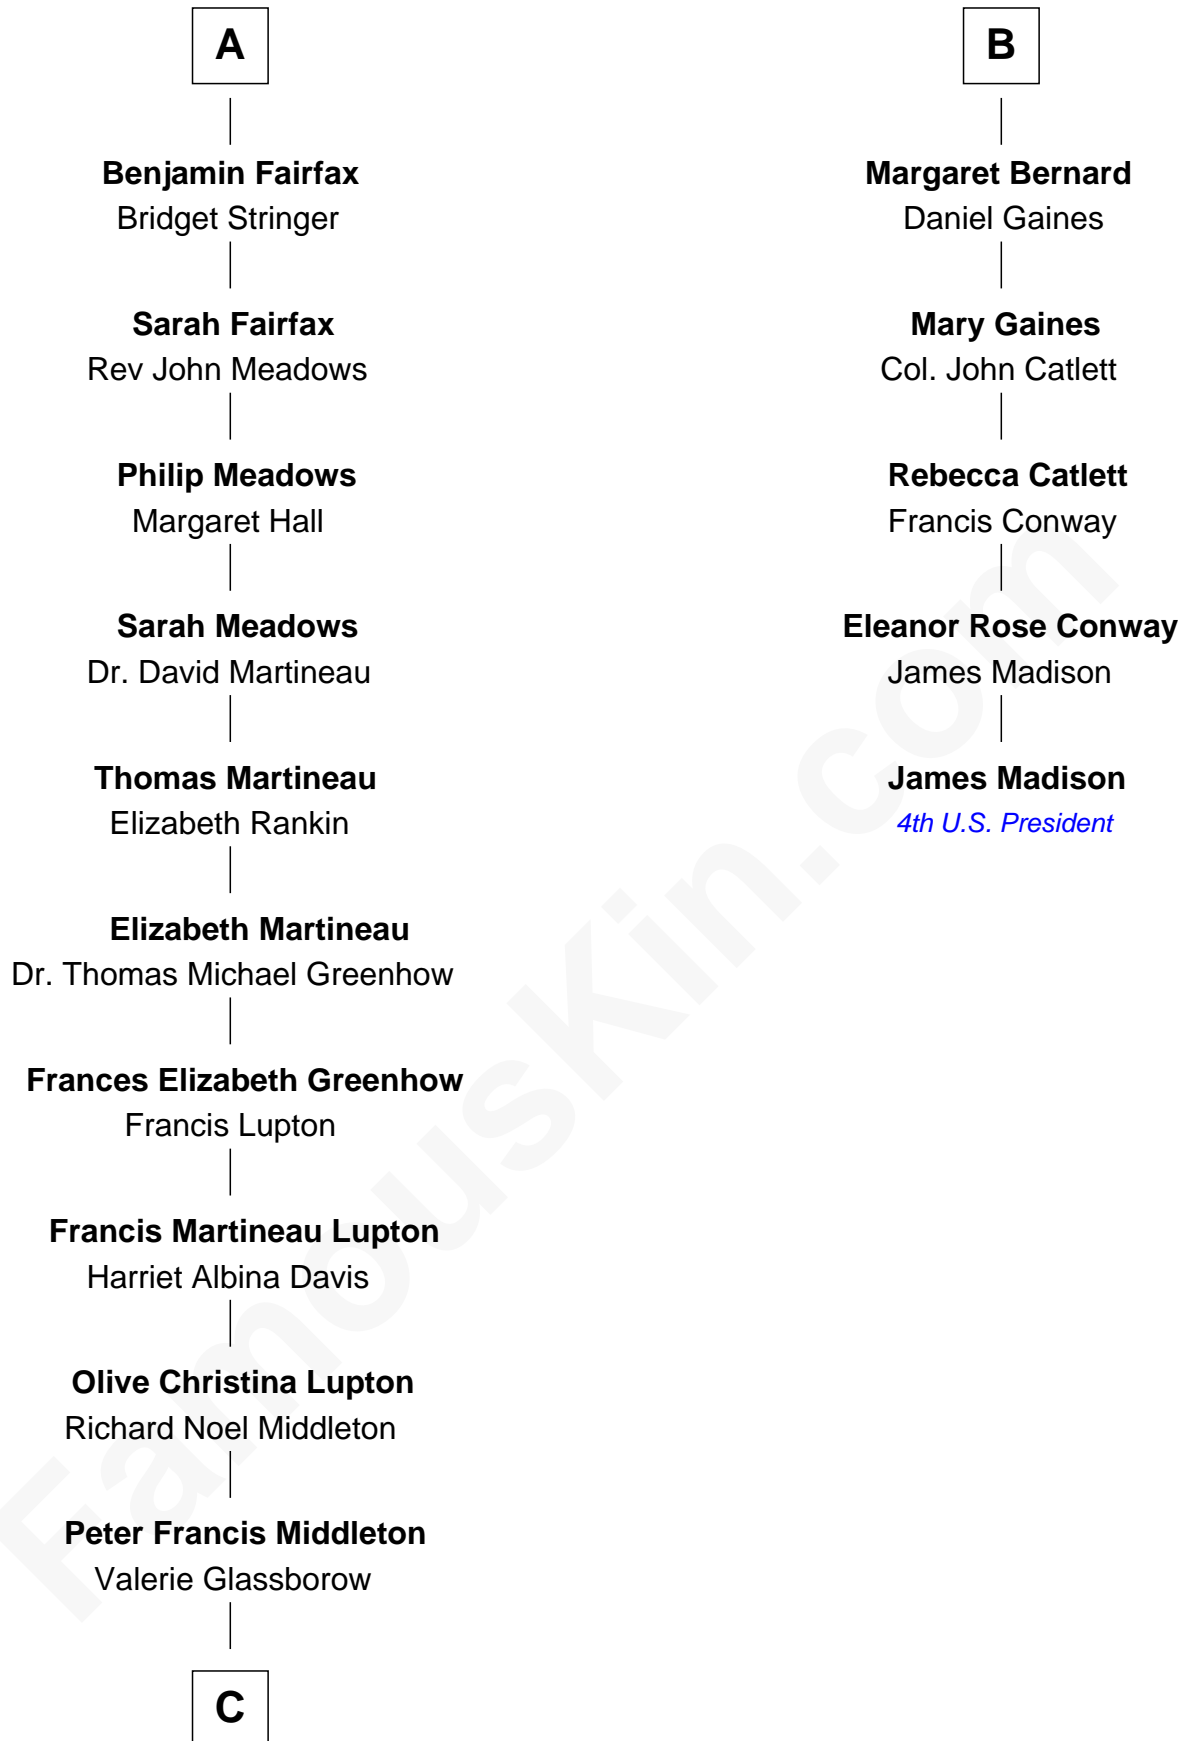 A
Benjamin Fairfax
Bridget Stringer
Sarah Fairfax
Rev John Meadows
Philip Meadows
Margaret Hall
Sarah Meadows
Dr. David Martineau
Thomas Martineau
Elizabeth Rankin
Elizabeth Martineau
Dr. Thomas Michael Greenhow
Frances Elizabeth Greenhow
Francis Lupton
Francis Martineau Lupton
Harriet Albina Davis
Olive Christina Lupton
Richard Noel Middleton
Peter Francis Middleton
Valerie Glassborow
C
B
Margaret Bernard
Daniel Gaines
Mary Gaines
Col. John Catlett
Rebecca Catlett
Francis Conway
Eleanor Rose Conway
James Madison
James Madison
4th U.S. President
FamousKin.com